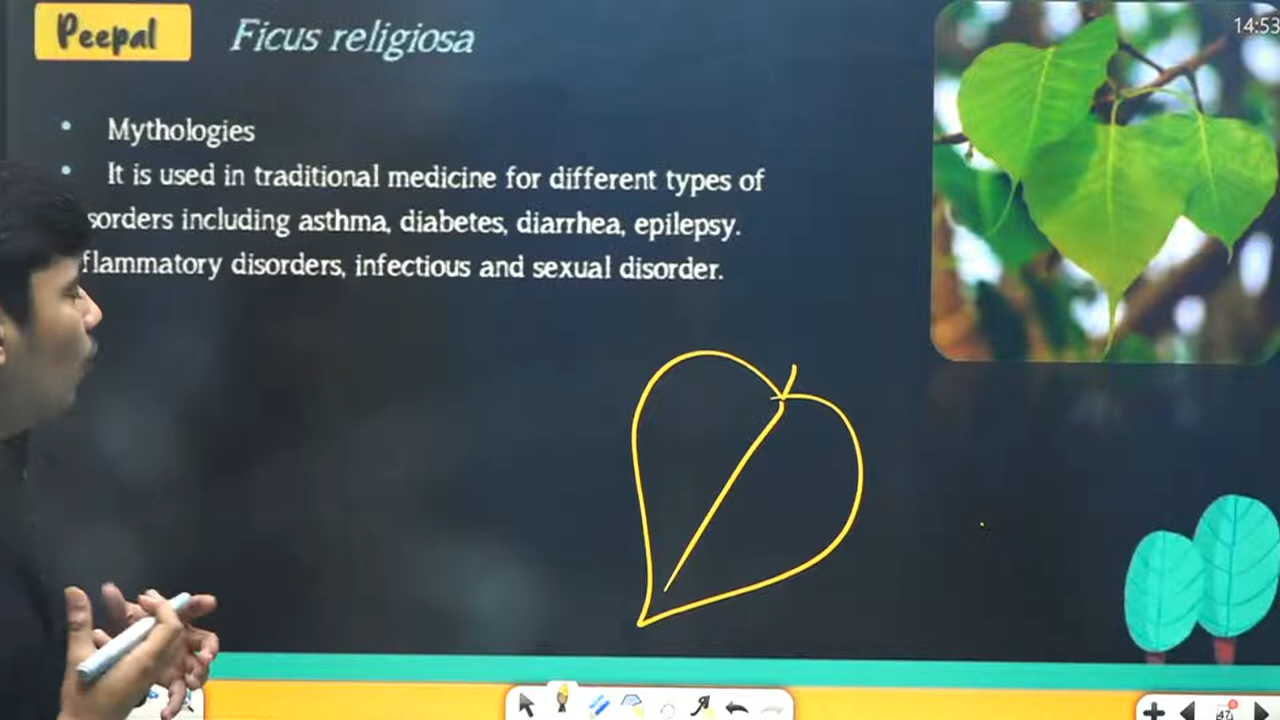 Peepal Ficus religiosa
14:53
• Mythologies
• It is used in traditional medicine for different types of
sorders including asthma, diabetes, diarrhea, epilepsy.
flammatory disorders, infectious and sexual disorder.